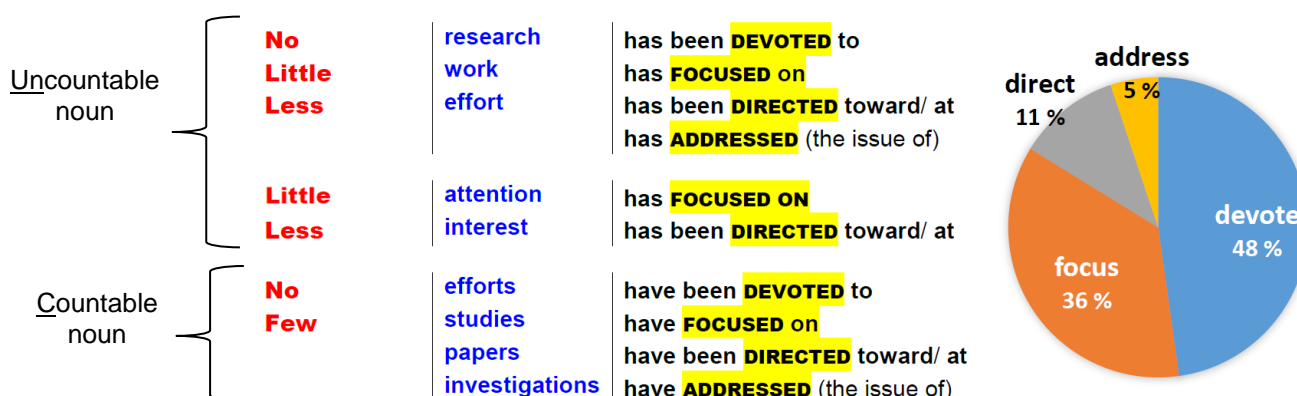 Uncountable
noun
No
Little
Less
research
work
effort
has been DEVOTED to
has FOCUSED on
has been DIRECTED toward/ at
has ADDRESSED (the issue of)
Little
Less
attention
interest
has FOCUSED ON
has been DIRECTED toward/ at
Countable
noun
No
Few
efforts
studies
papers
investigations
have been DEVOTED to
have FOCUSED on
have been DIRECTED toward/ at
have ADDRESSED (the issue of)
address
5 %
direct
11 %
devote
48 %
focus
36 %